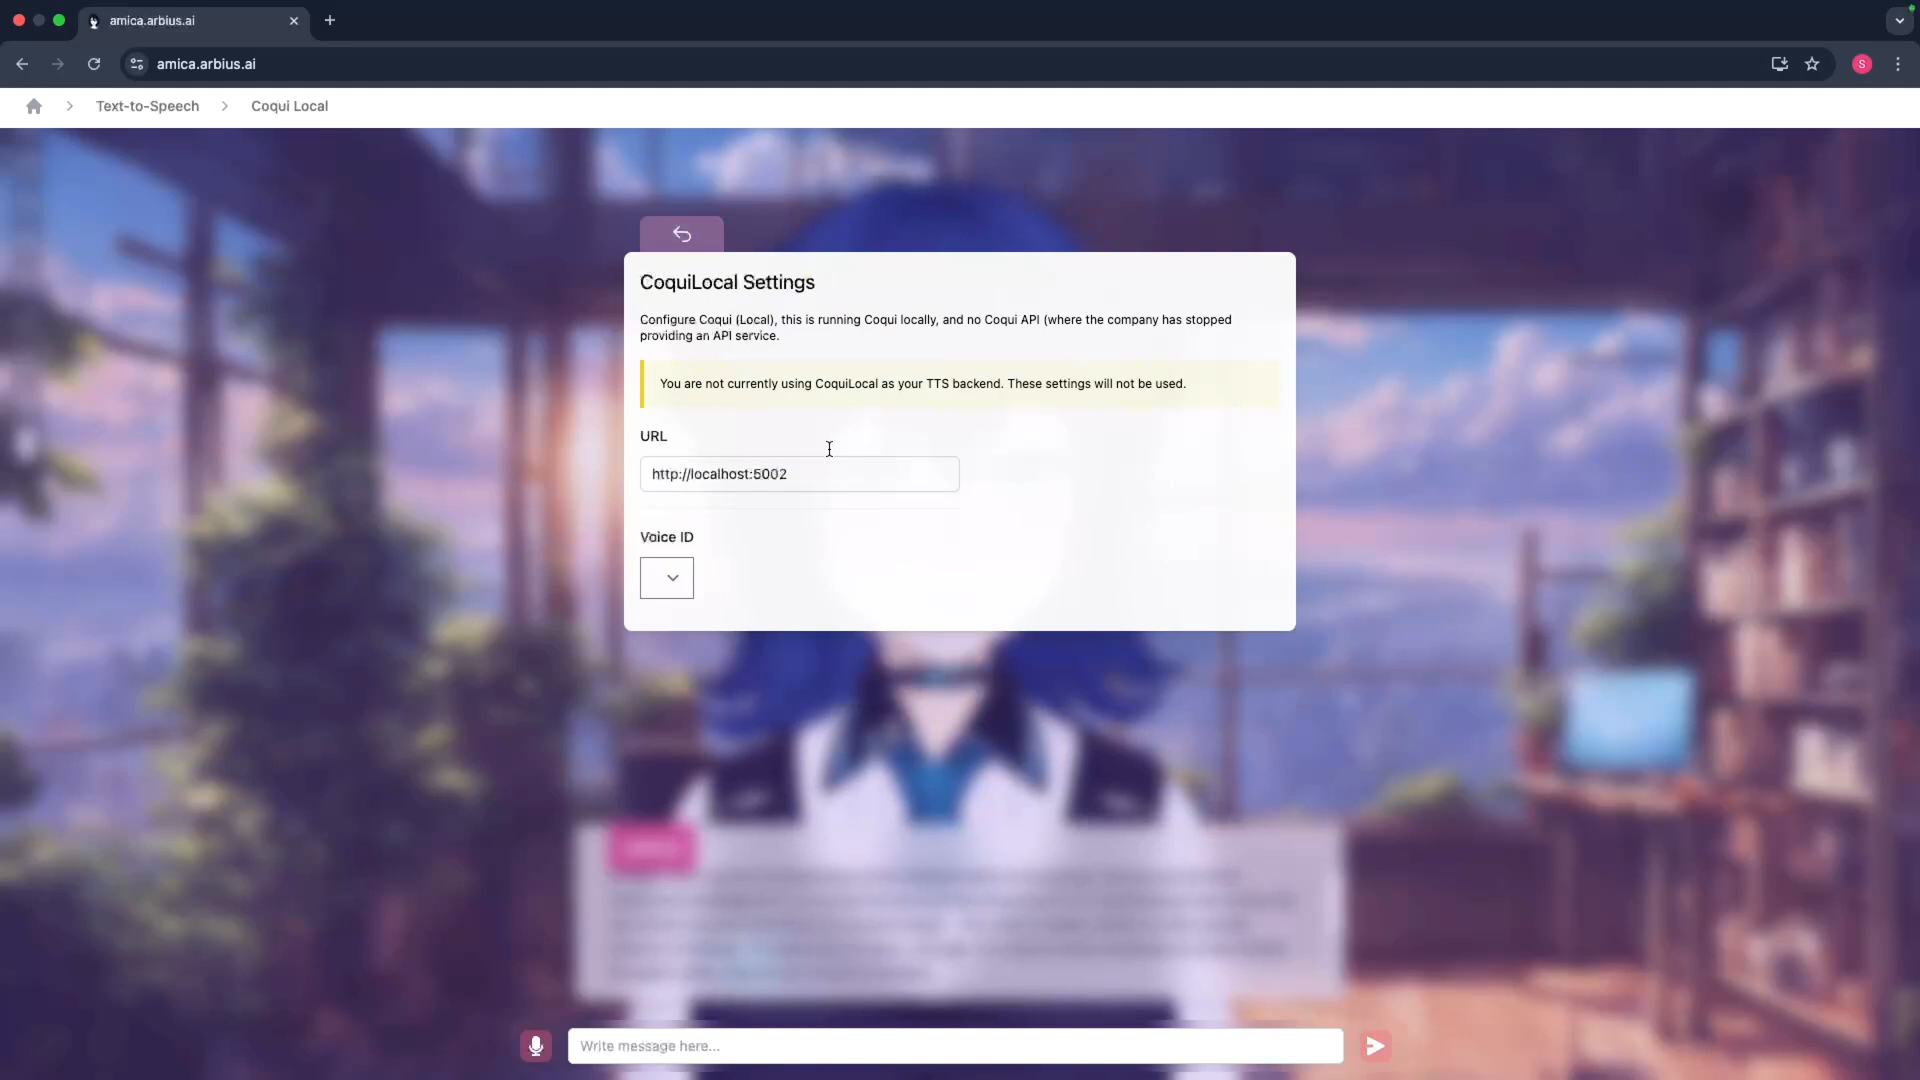 amica.arbius.ai
amica.arbius.ai
S
Text-to-Speech
Coqui Local
CoquiLocal Settings
Configure Coqui (Local), this is running Coqui locally, and no Coqui API (where the company has stopped
providing an API service.
You are not currently using CoquiLocal as your TTS backend. These settings will not be used.
URL
http://localhost:5002
Voice ID
Write message here...